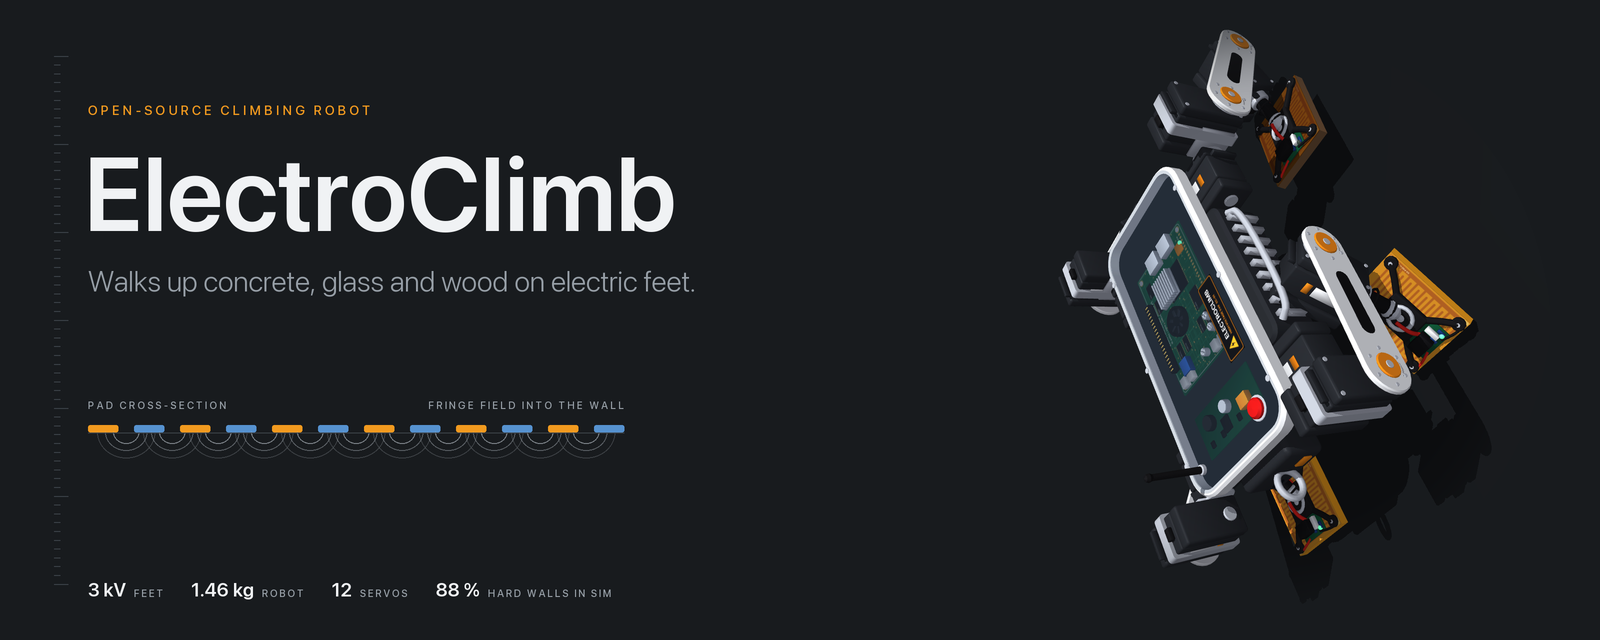 OPEN-SOURCE CLIMBING ROBOT
ElectroClimb
Walks up concrete, glass and wood on electric feet.
PAD CROSS-SECTION FRINGE FIELD INTO THE WALL
3 kV FEET 1.46 kg ROBOT 12 SERVOS 88 % HARD WALLS IN SIM
ELECTROCLIMB